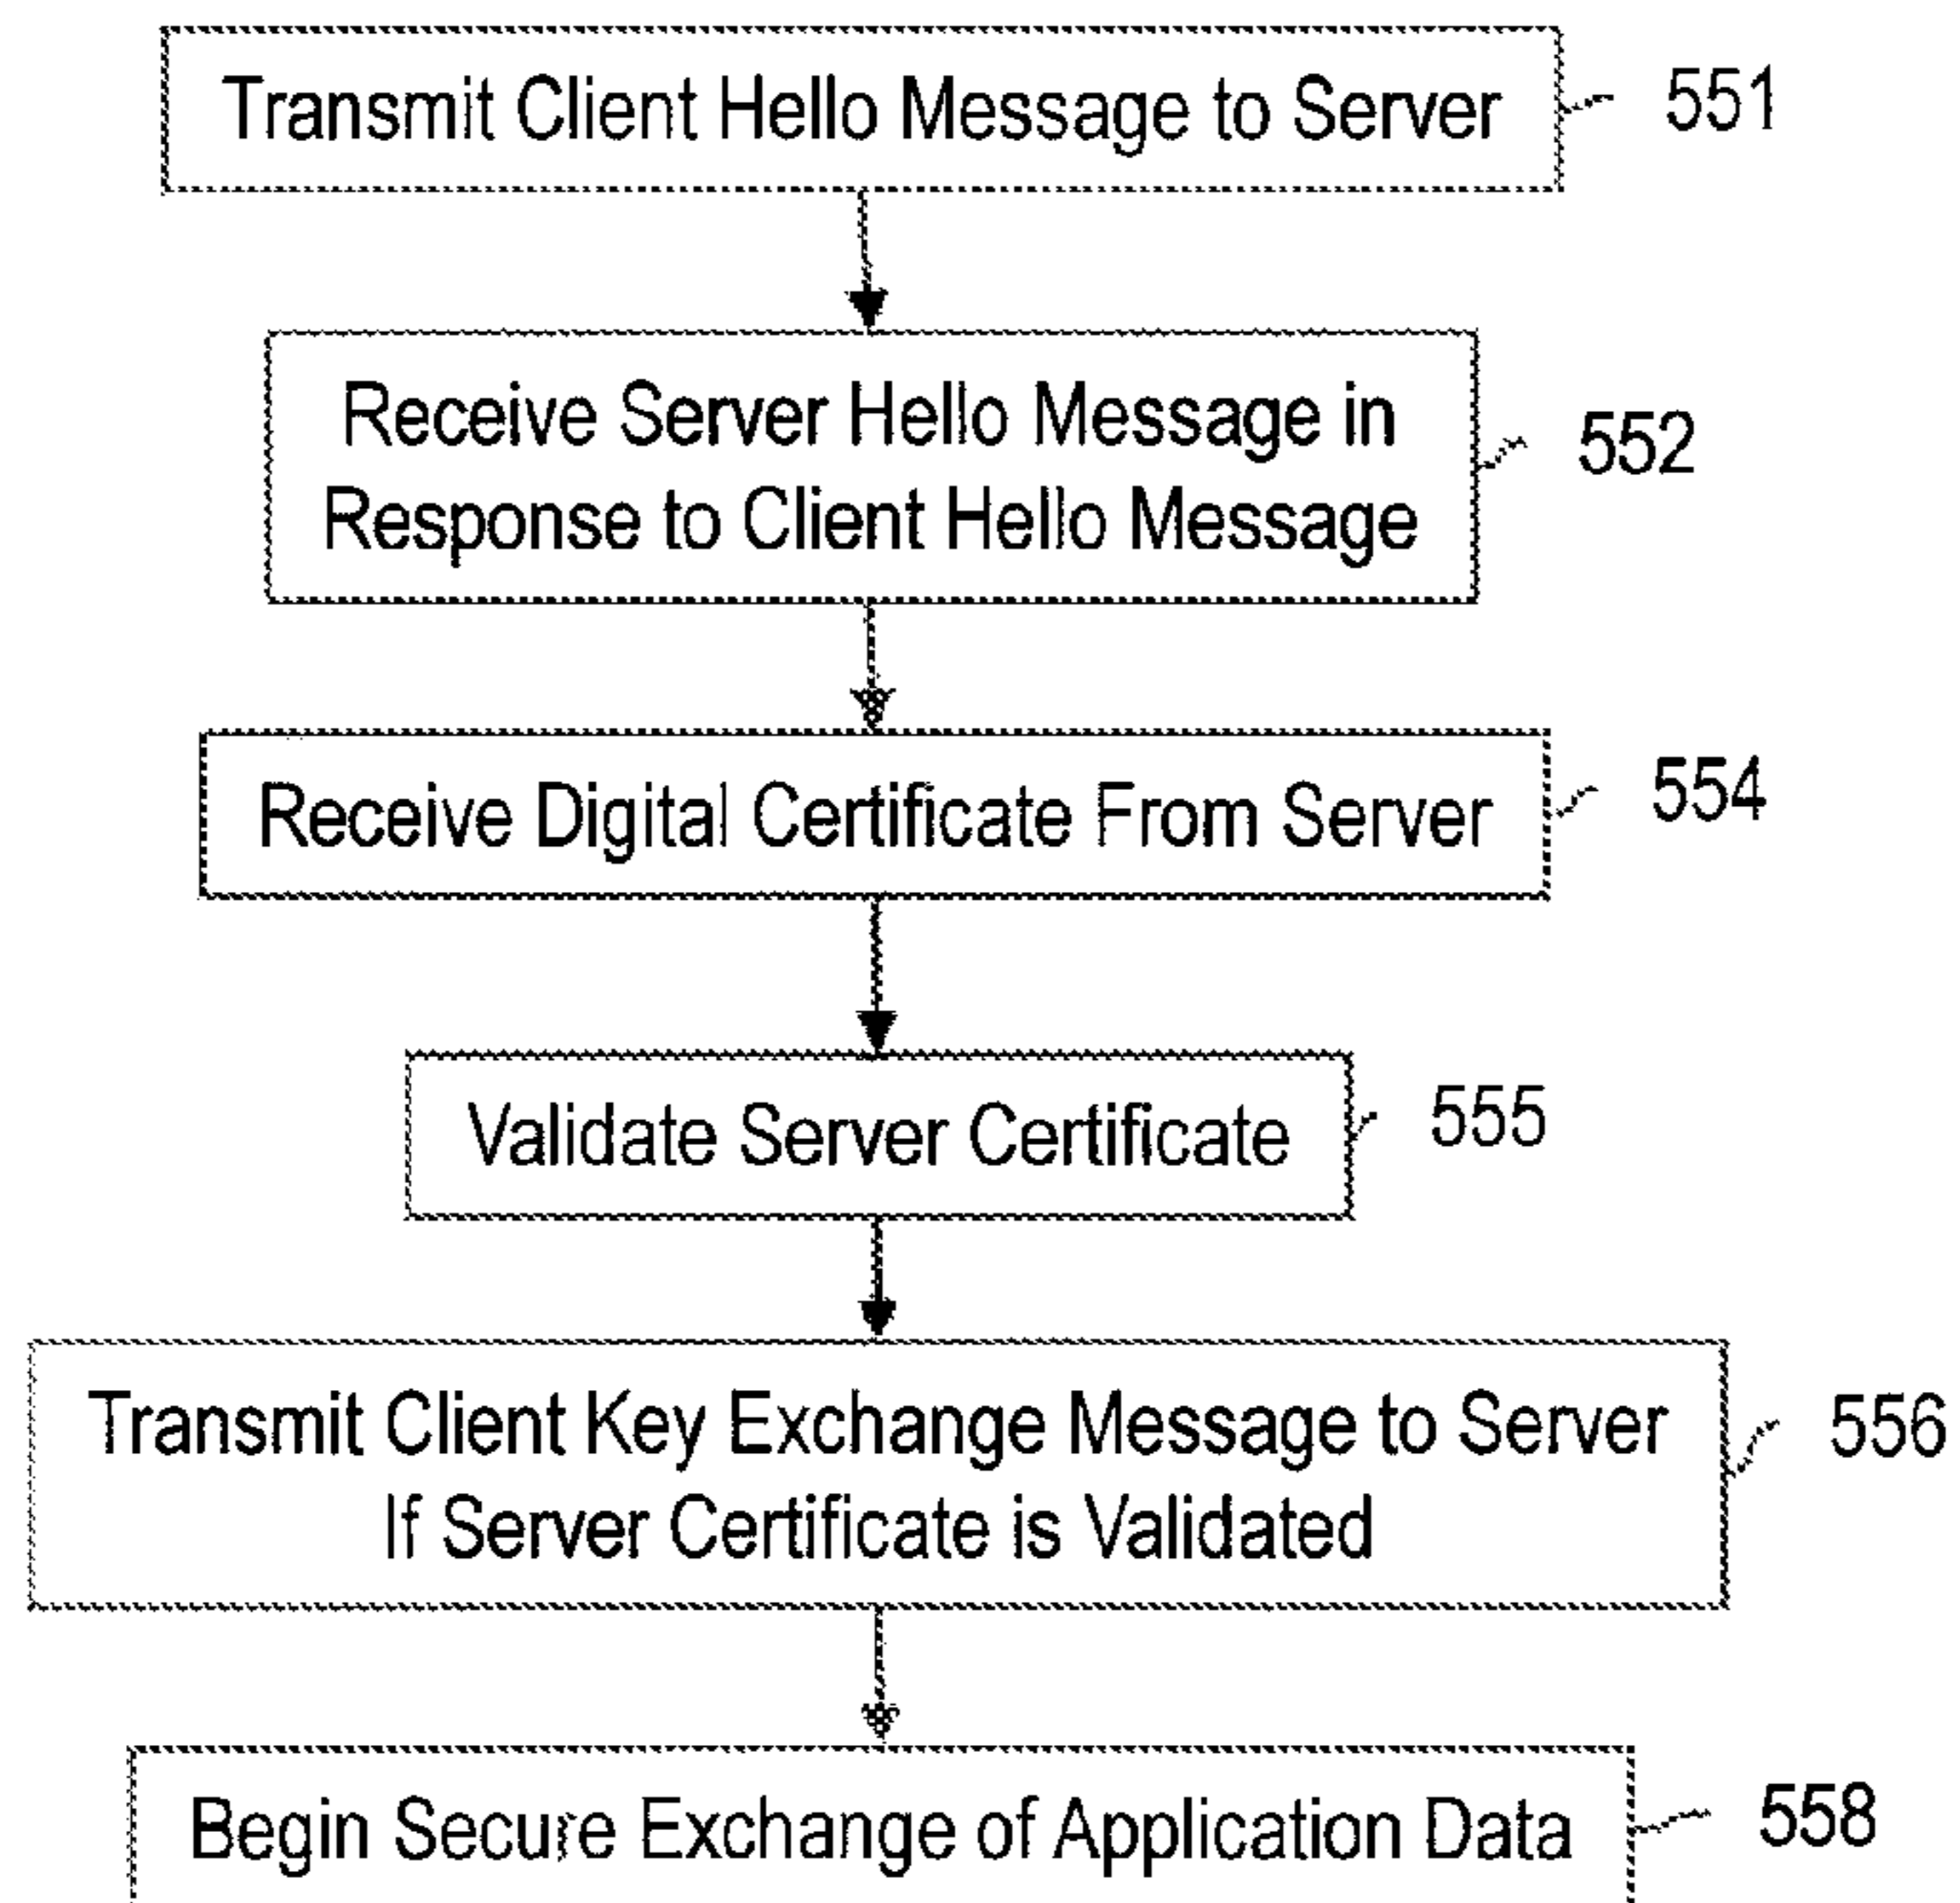 Transmit Client Hello Message to Server
551
Receive Server Hello Message in
Response to Client Hello Message
552
Receive Digital Certificate From Server
554
Validate Server Certificate
555
Transmit Client Key Exchange Message to Server
If Server Certificate is Validated
556
Begin Secure Exchange of Application Data
558